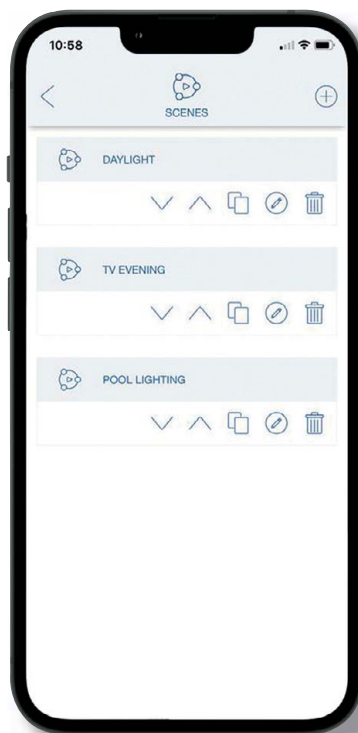 10:58
SCENES
DAYLIGHT
TV EVENING
POOL LIGHTING